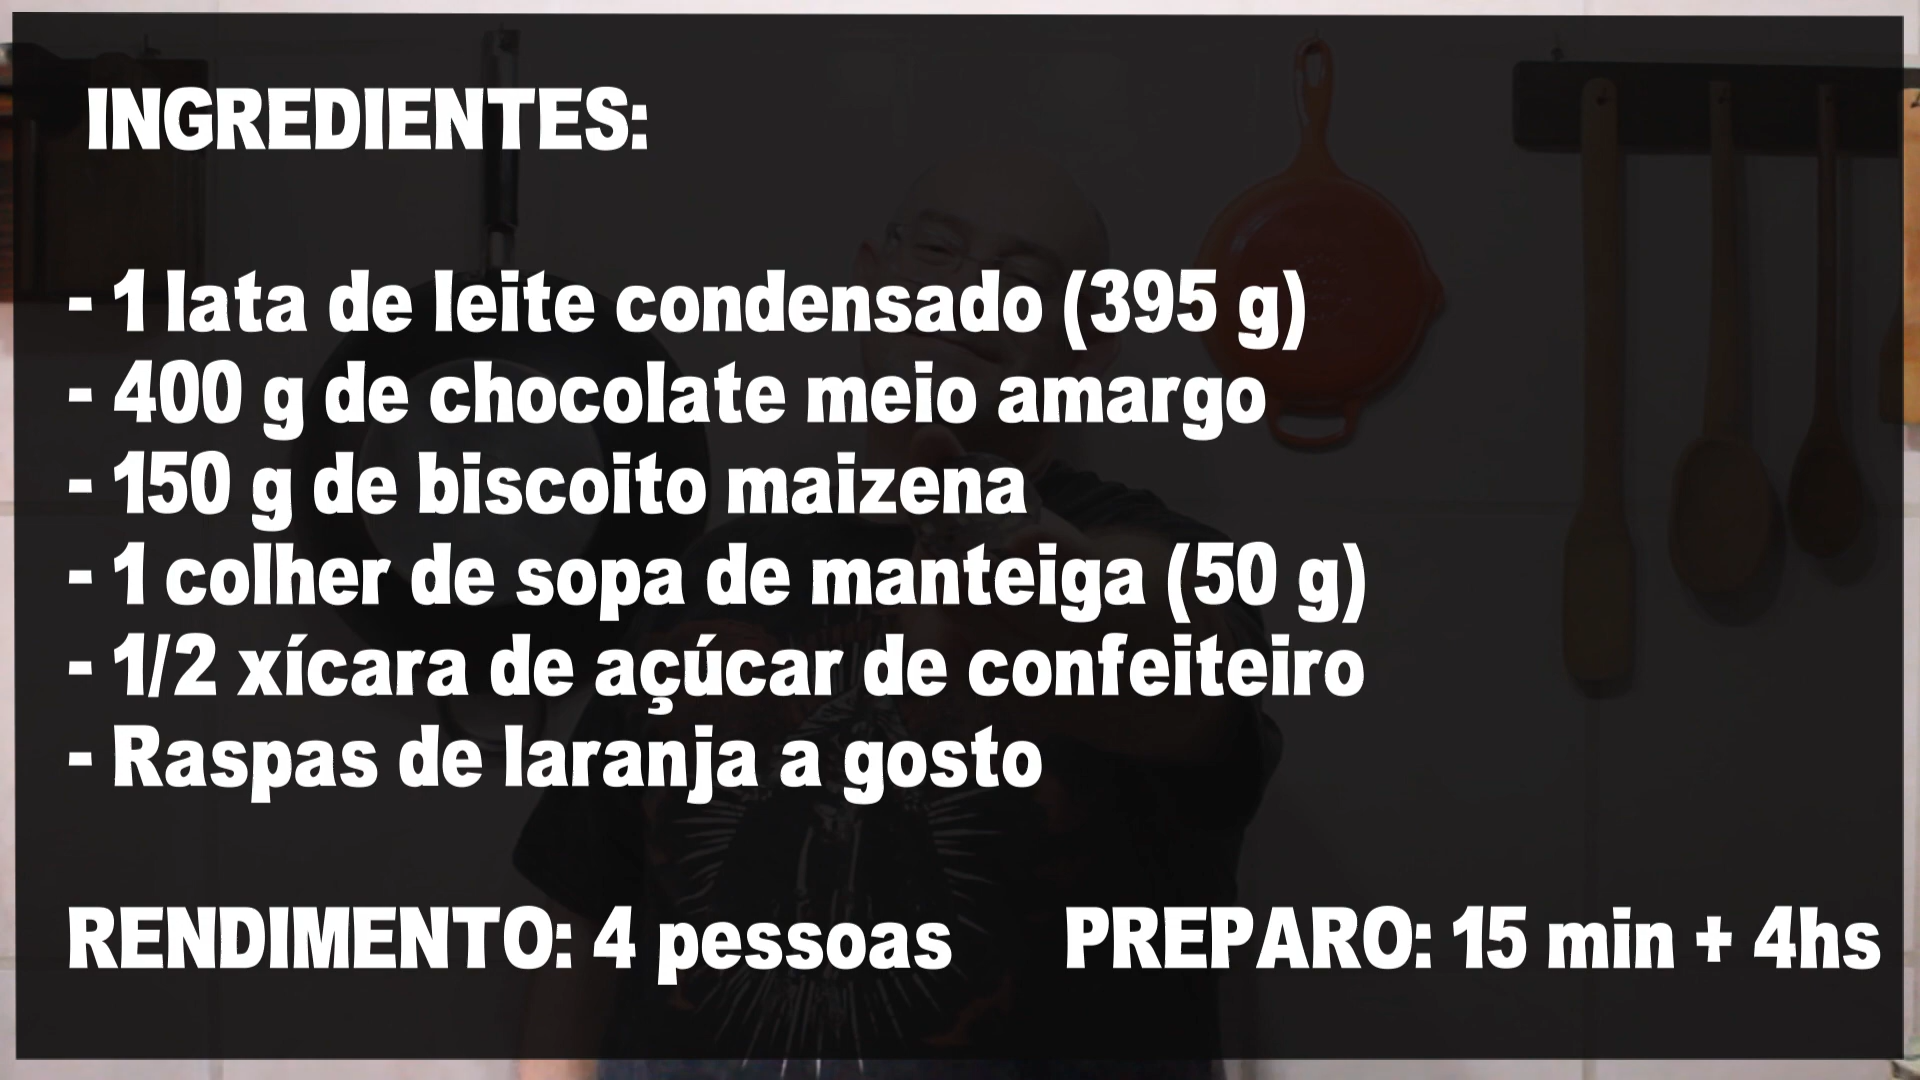 INGREDIENTES:
- 1 lata de leite condensado (395 g)
- 400 g de chocolate meio amargo
- 150 g de biscoito maizena
- 1 colher de sopa de manteiga (50 g)
- 1/2 xícara de açúcar de confeiteiro
- Raspas de laranja a gosto
RENDIMENTO: 4 pessoas PREPARO: 15 min + 4hs